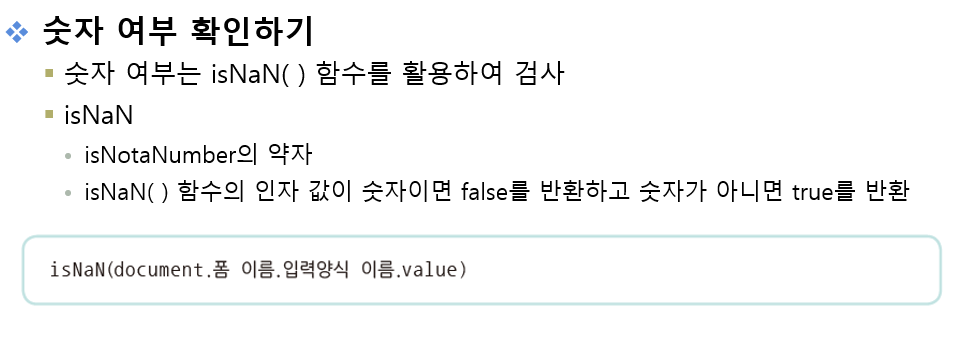 숫자 여부 확인하기
숫자 여부는 isNaN( ) 함수를 활용하여 검사
isNaN
isNotaNumber의 약자
isNaN( ) 함수의 인자 값이 숫자이면 false를 반환하고 숫자가 아니면 true를 반환
isNaN(document.폼 이름.입력양식 이름.value)